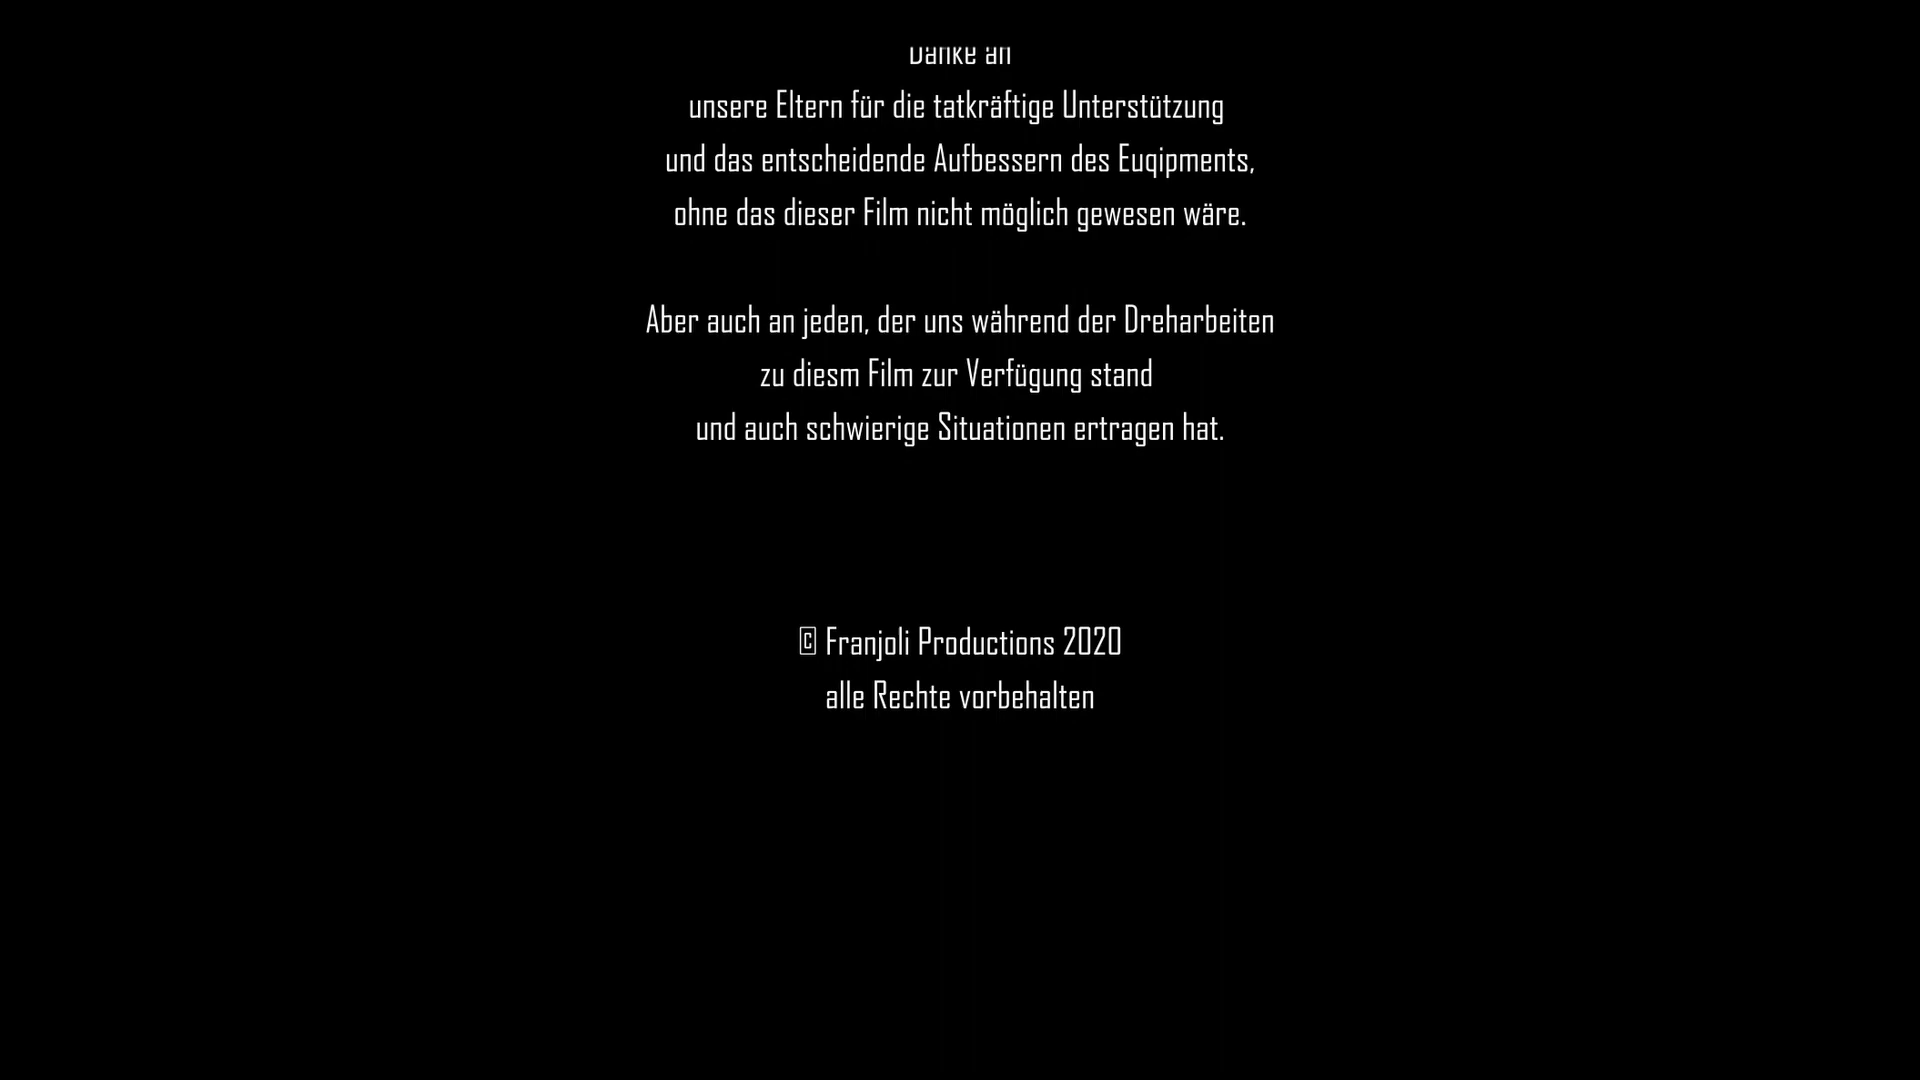 Danke an
unsere Eltern für die tatkräftige Unterstützung
und das entscheidende Aufbessern des Euqipments,
ohne das dieser Film nicht möglich gewesen wäre.
Aber auch an jeden, der uns während der Dreharbeiten
zu diesm Film zur Verfügung stand
und auch schwierige Situationen ertragen hat.
© Franjoli Productions 2020
alle Rechte vorbehalten